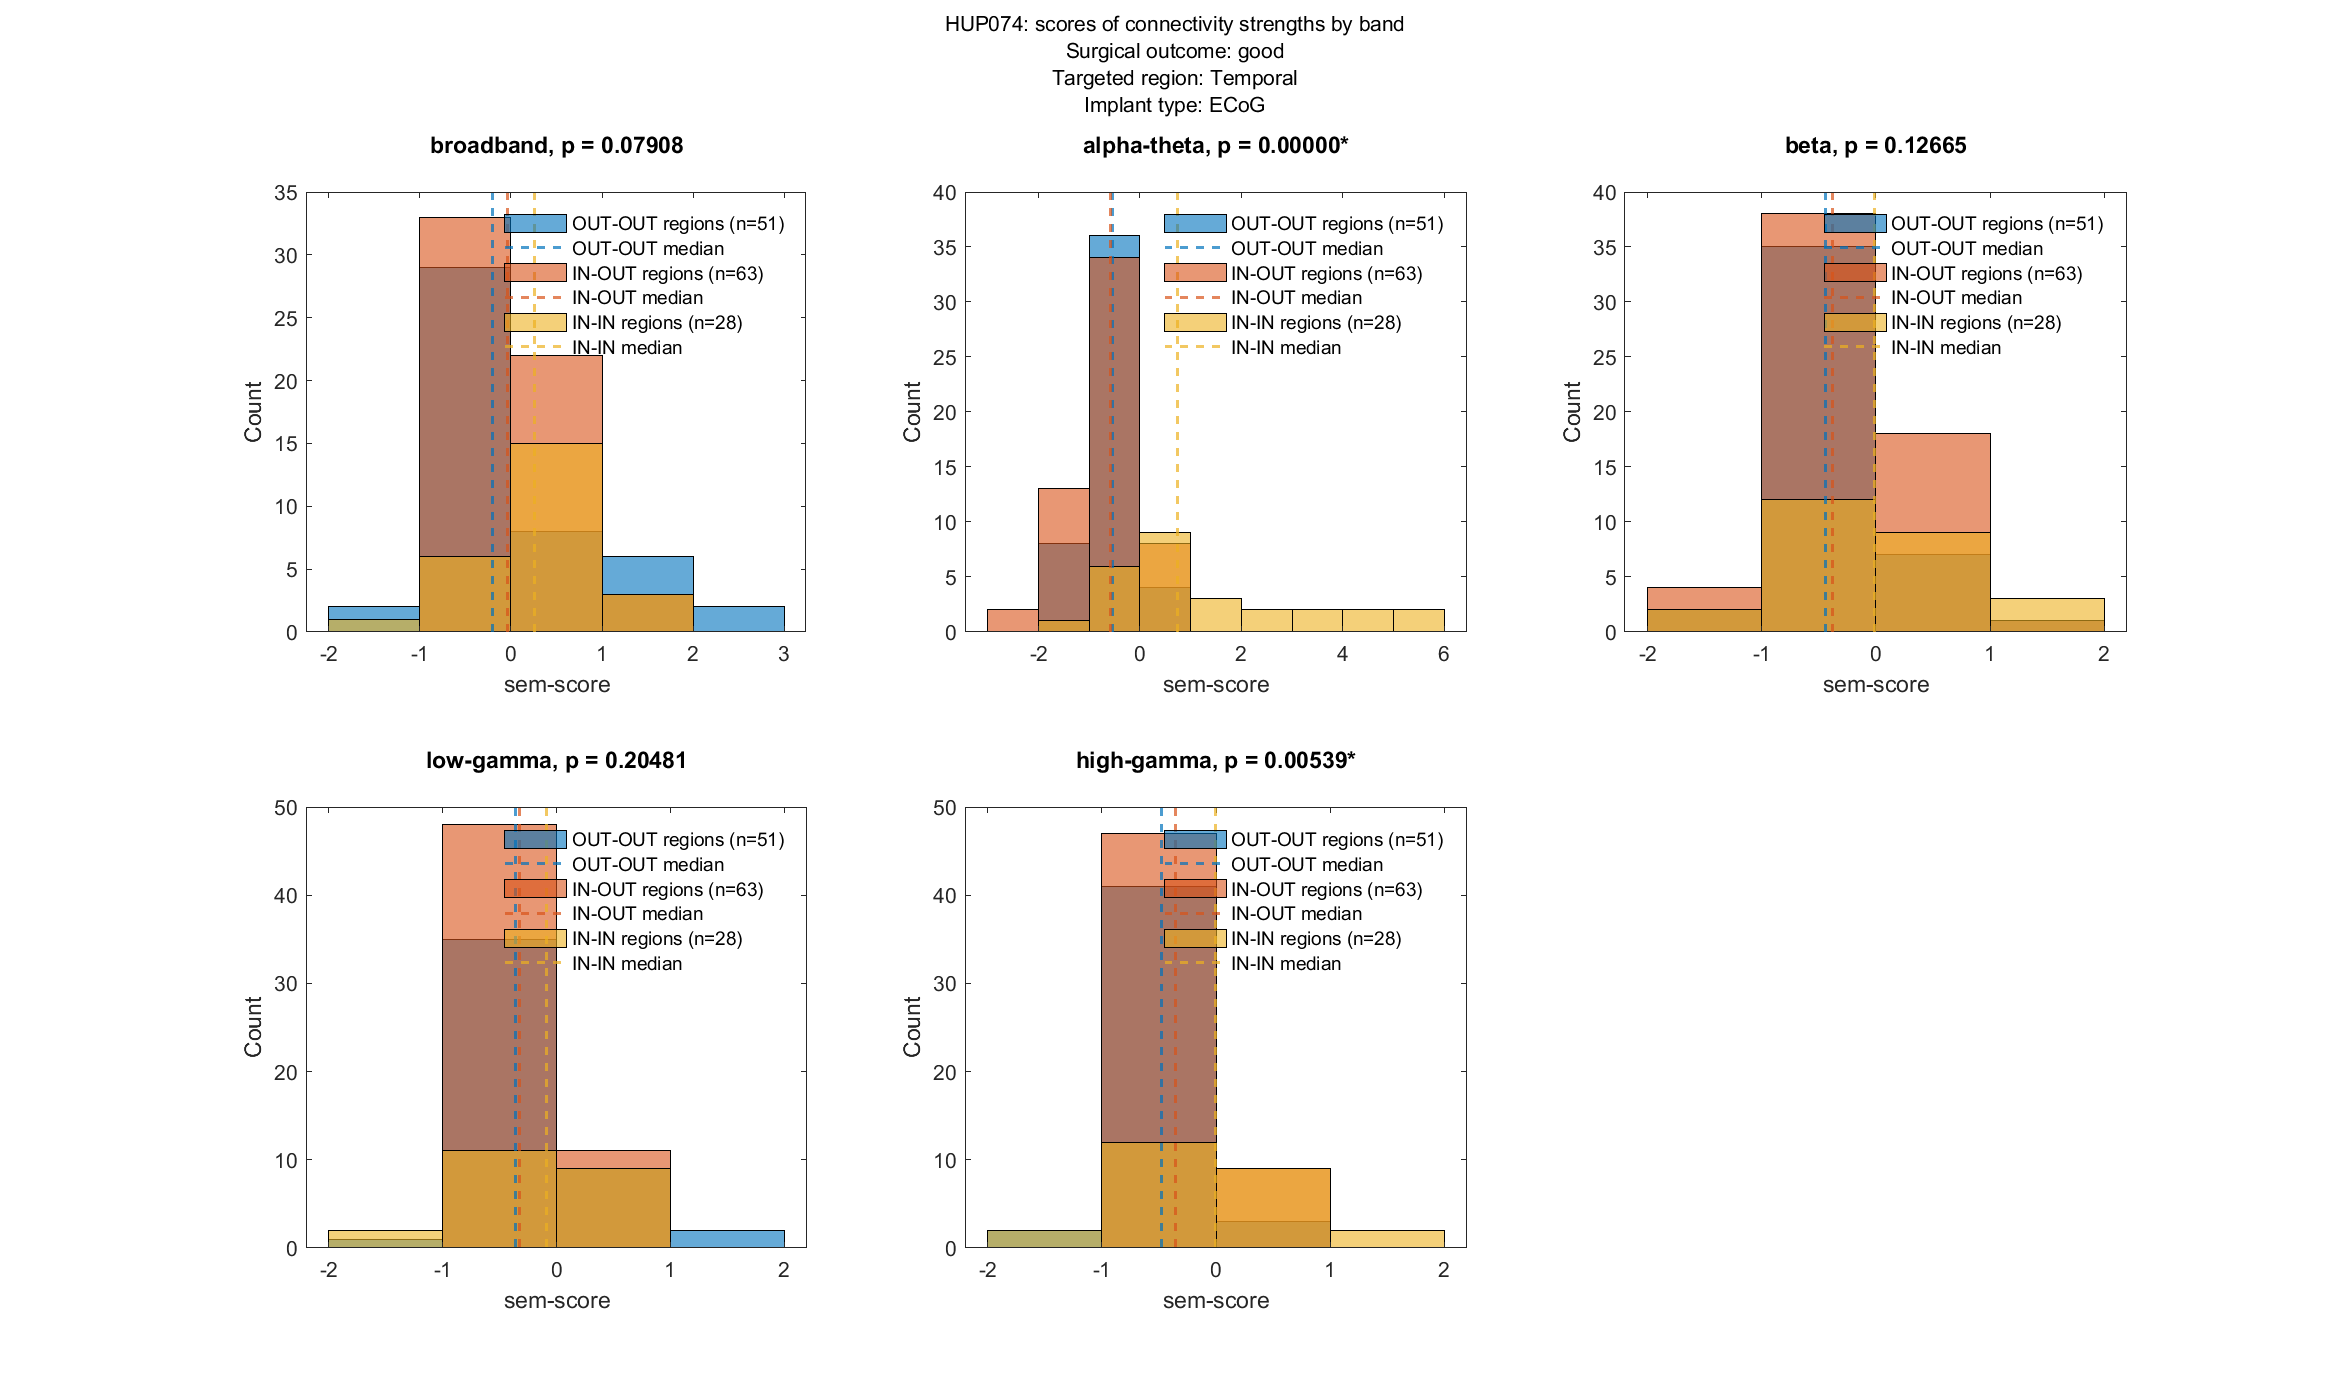 HUP074: scores of connectivity strengths by band
Surgical outcome: good
Targeted region: Temporal
Implant type: ECoG
broadband, p = 0.07908
35
30
25
20
15
10
5
0
Count
-2 -1 0 1 2 3
sem-score
OUT-OUT regions (n=51)
OUT-OUT median
IN-OUT regions (n=63)
IN-OUT median
IN-IN regions (n=28)
IN-IN median
alpha-theta, p = 0.00000*
40
35
30
25
20
15
10
5
0
Count
-2 0 2 4 6
sem-score
OUT-OUT regions (n=51)
OUT-OUT median
IN-OUT regions (n=63)
IN-OUT median
IN-IN regions (n=28)
IN-IN median
beta, p = 0.12665
40
35
30
25
20
15
10
5
0
Count
-2 -1 0 1 2
sem-score
OUT-OUT regions (n=51)
OUT-OUT median
IN-OUT regions (n=63)
IN-OUT median
IN-IN regions (n=28)
IN-IN median
low-gamma, p = 0.20481
50
40
30
20
10
0
Count
-2 -1 0 1 2
sem-score
OUT-OUT regions (n=51)
OUT-OUT median
IN-OUT regions (n=63)
IN-OUT median
IN-IN regions (n=28)
IN-IN median
high-gamma, p = 0.00539*
50
40
30
20
10
0
Count
-2 -1 0 1 2
sem-score
OUT-OUT regions (n=51)
OUT-OUT median
IN-OUT regions (n=63)
IN-OUT median
IN-IN regions (n=28)
IN-IN median